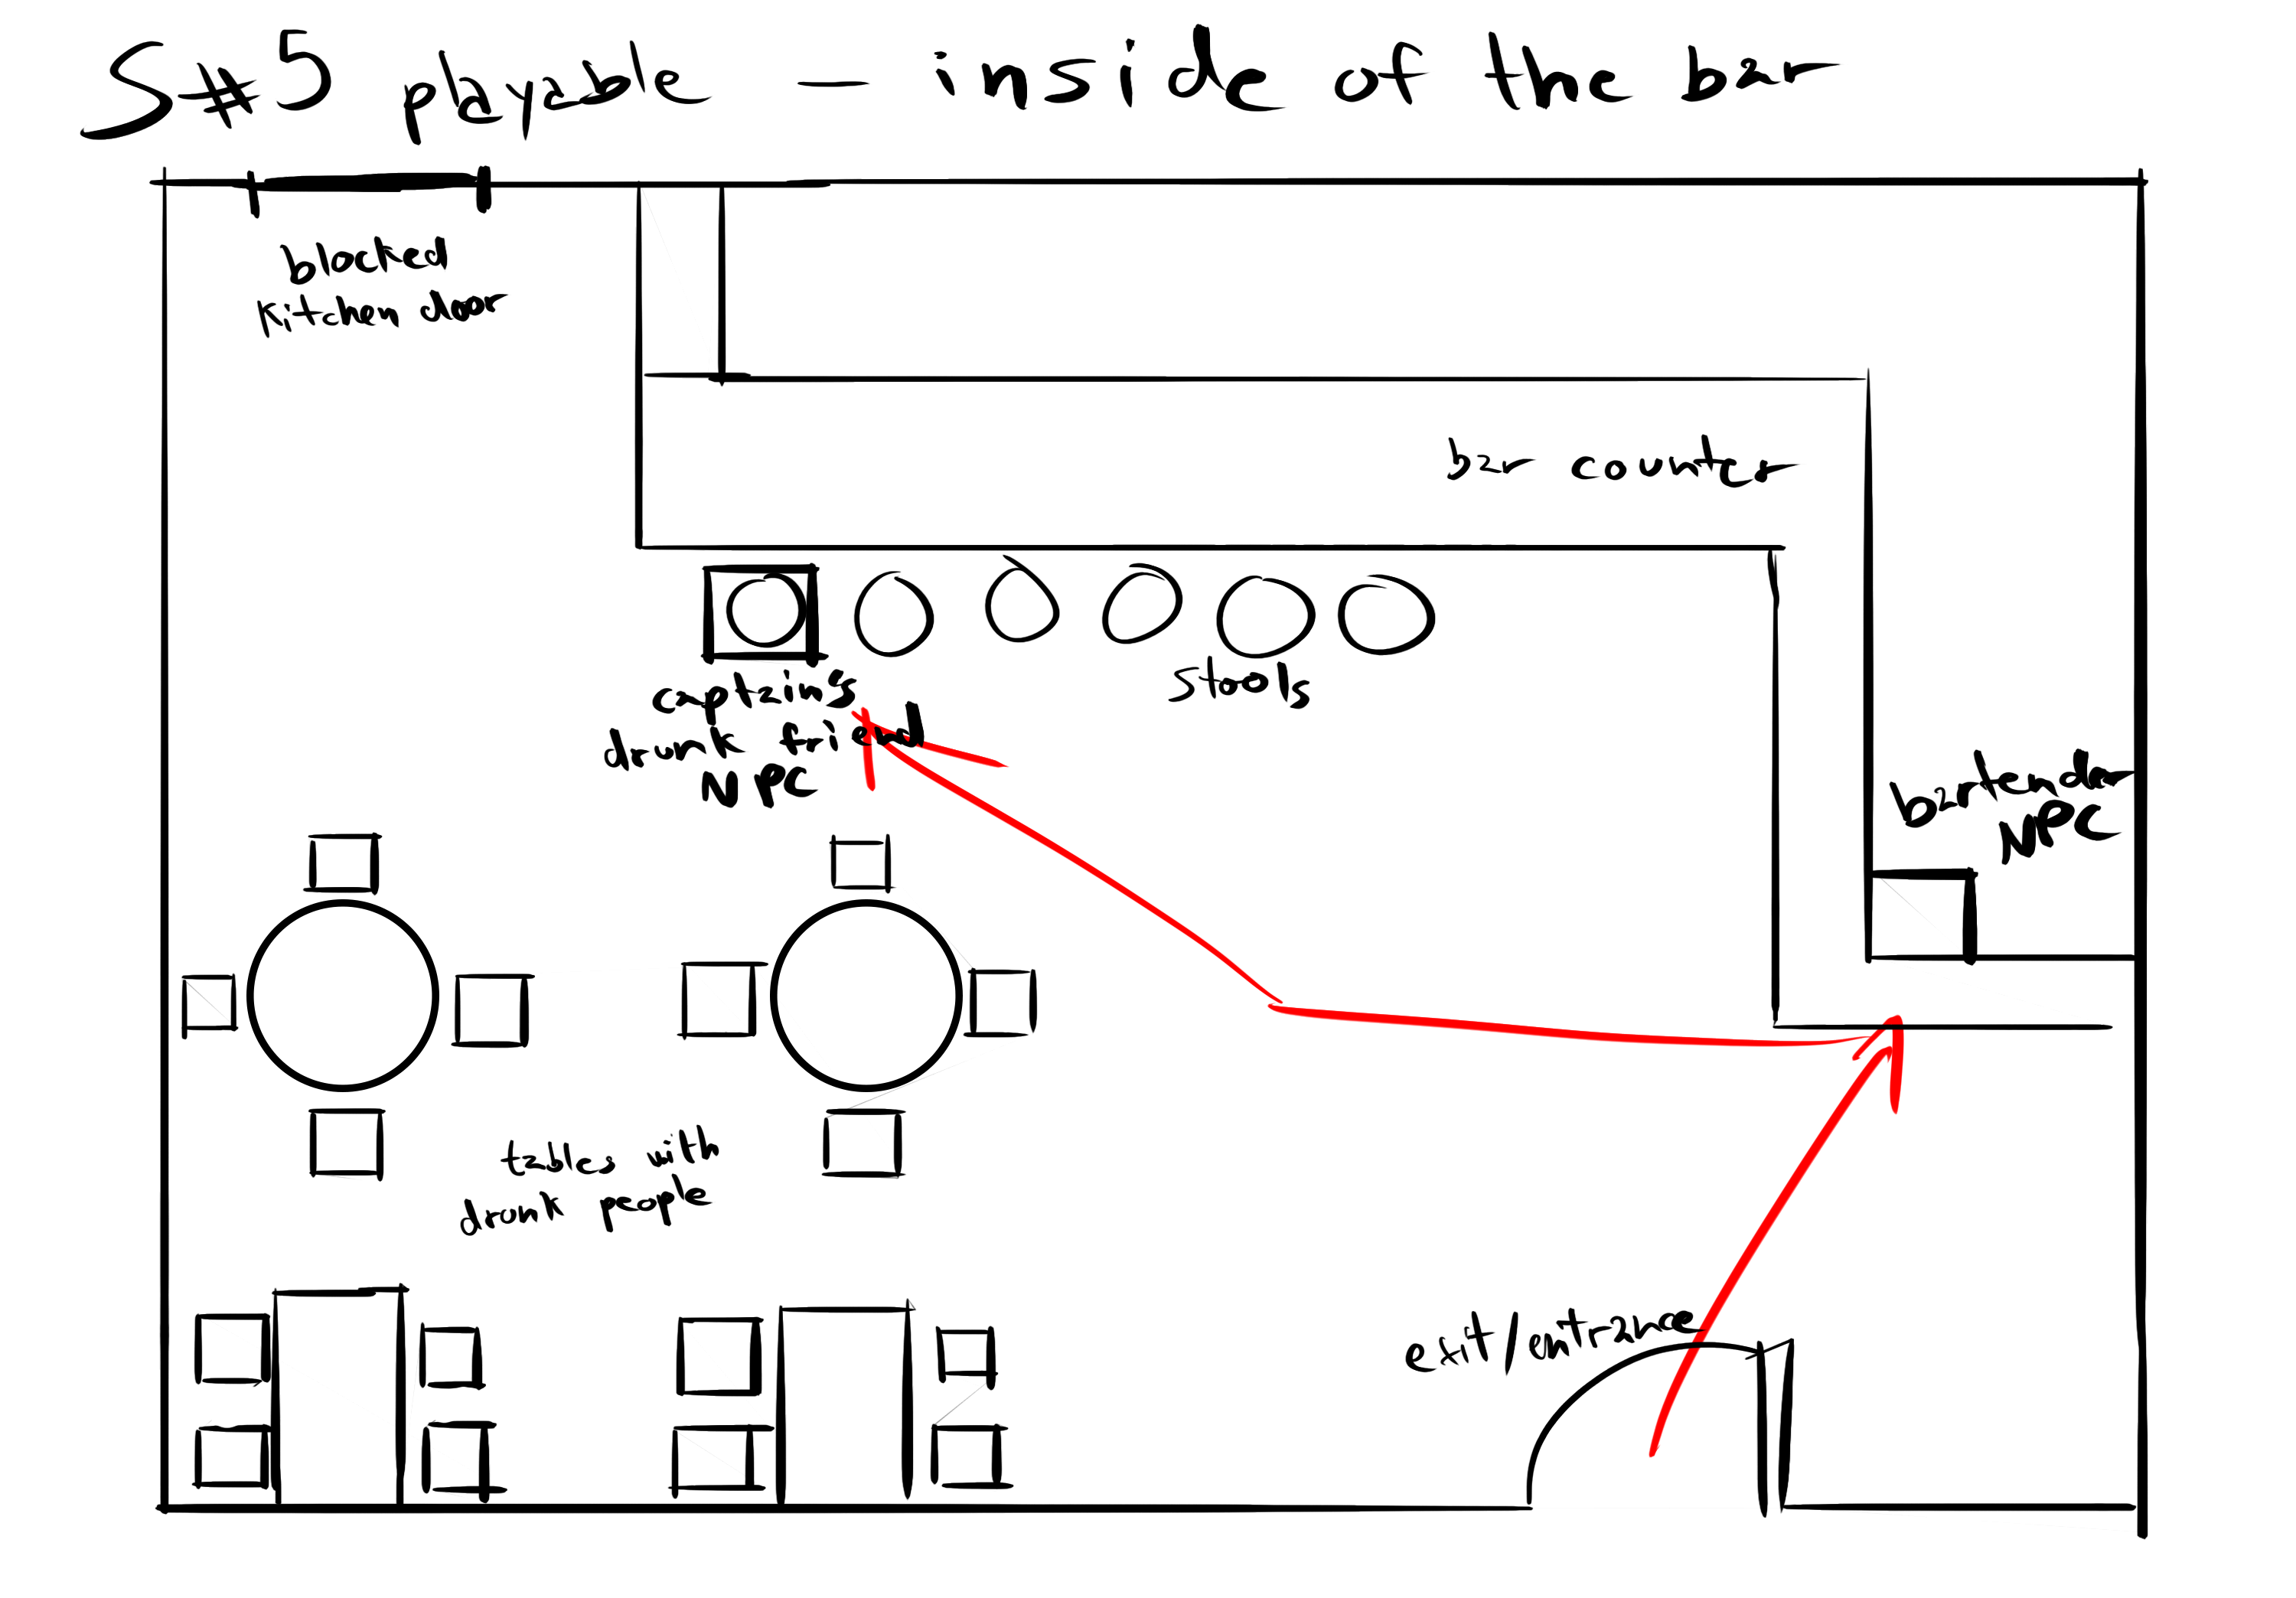 S#5 playable — inside of the bar
blocked
kitchen door
bar counter
stools
captain's
drunk friend
NPC
bartender
NPC
tables with
drunk people
exit/entrance